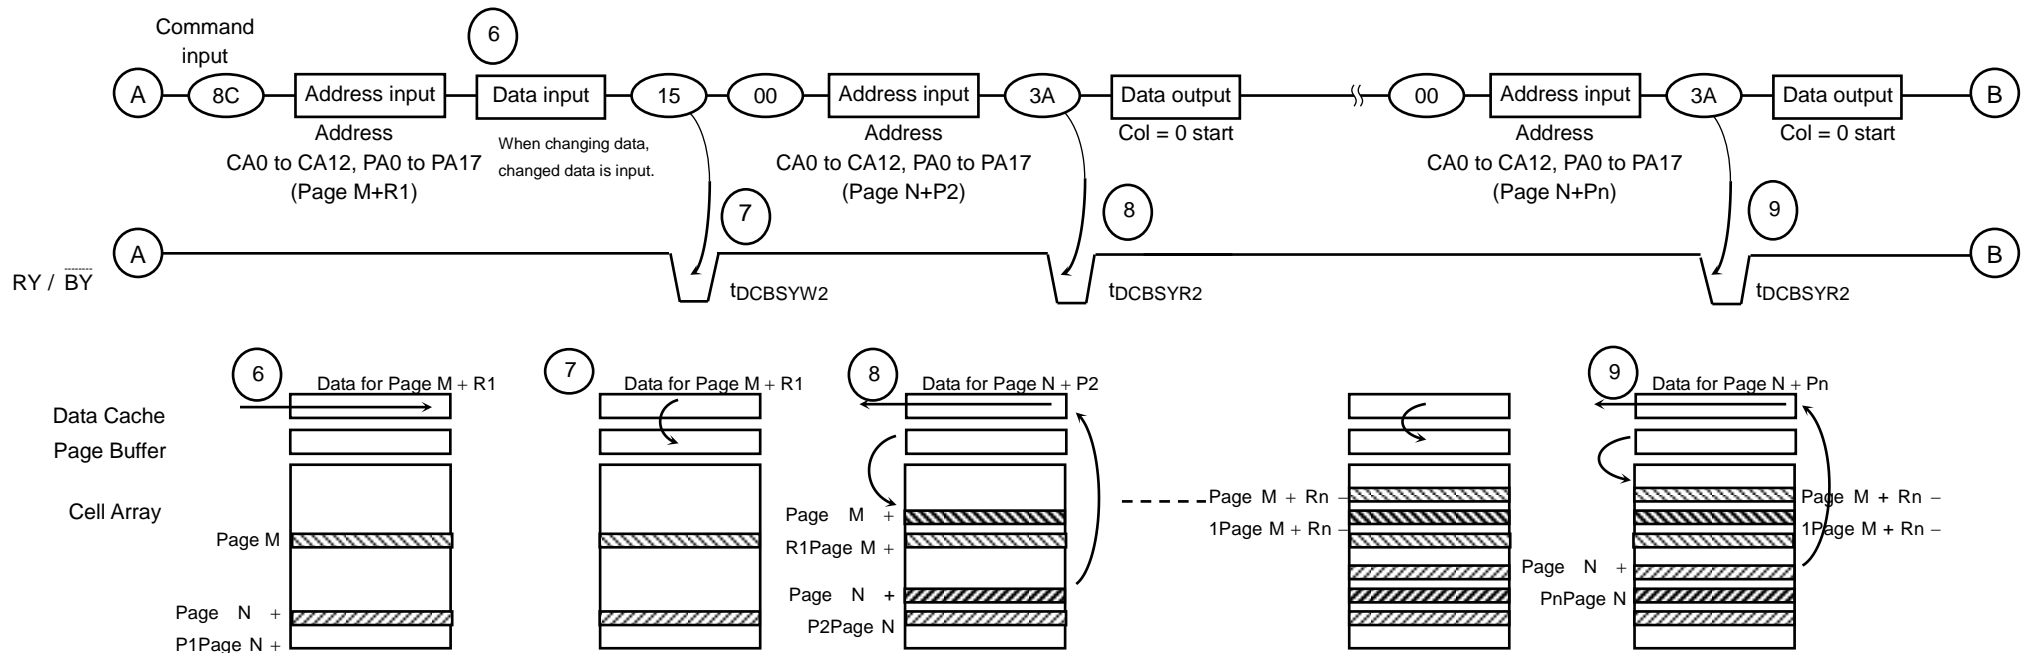 Command
input
6
A
8C
Address input
Data input
15
00
Address input
3A
Data output
00
Address input
3A
Data output
B
Address
CA0 to CA12, PA0 to PA17
(Page M+R1)
When changing data,
changed data is input.
Address
CA0 to CA12, PA0 to PA17
(Page N+P2)
Col = 0 start
Address
CA0 to CA12, PA0 to PA17
(Page N+Pn)
Col = 0 start
7
8
9
A
B
RY / BY
tDCBSYW2
tDCBSYR2
tDCBSYR2
6
Data for Page M + R1
7
Data for Page M + R1
8
Data for Page N + P2
9
Data for Page N + Pn
Data Cache
Page Buffer
Cell Array
Page M
Page N +
P1Page N +
Page M +
R1Page M +
Page N +
P2Page N
Page M + Rn −
1Page M + Rn −
Page N +
PnPage N
Page M + Rn −
1Page M + Rn −